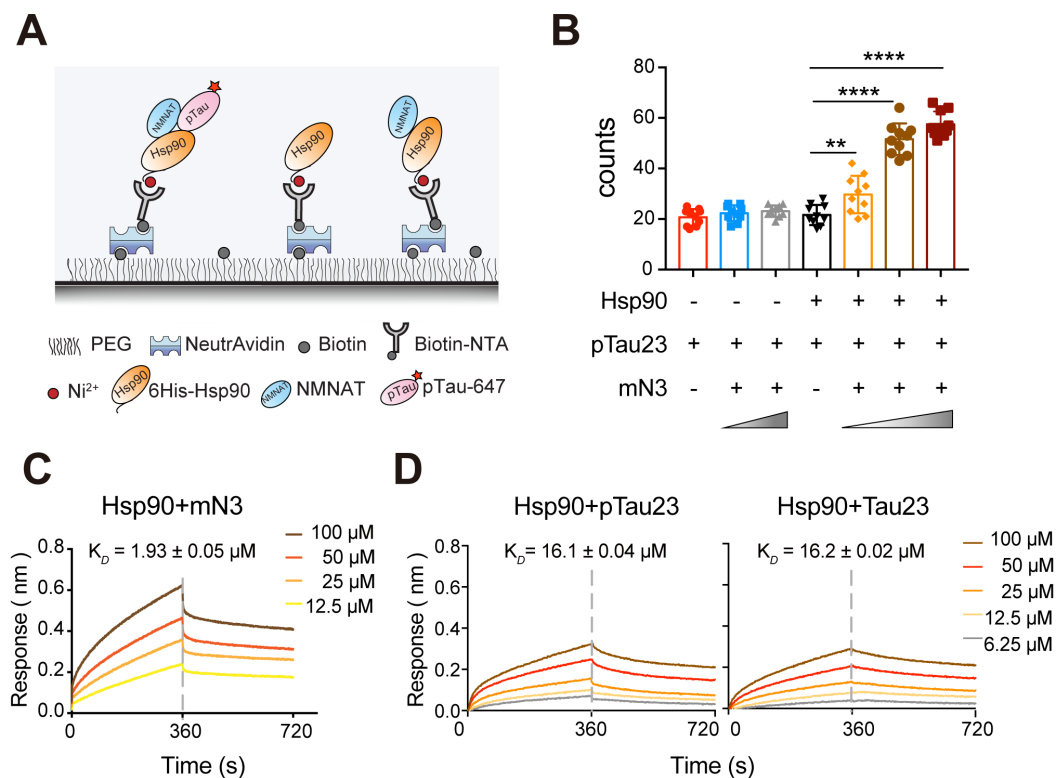 A
NMNAT
pTau
Hsp90
Hsp90
NMNAT
Hsp90
PEG
NeutrAvidin
Biotin
Biotin-NTA
Ni²⁺
Hsp90
6His-Hsp90
NMNAT
NMNAT
pTau
pTau-647
B
counts
80
60
40
20
0
**
****
****
Hsp90 - - - + + + +
pTau23 + + + + + + +
mN3 - + + - + + +
C
Hsp90+mN3
K_D = 1.93 ± 0.05 µM
100 µM
50 µM
25 µM
12.5 µM
Response ( nm )
0.8
0.6
0.4
0.2
0.0
0 360 720
Time (s)
D
Hsp90+pTau23
K_D = 16.1 ± 0.04 µM
Response ( nm )
0.8
0.6
0.4
0.2
0.0
0 360 720
Time (s)
Hsp90+Tau23
K_D = 16.2 ± 0.02 µM
0 360 720
Time (s)
100 µM
50 µM
25 µM
12.5 µM
6.25 µM